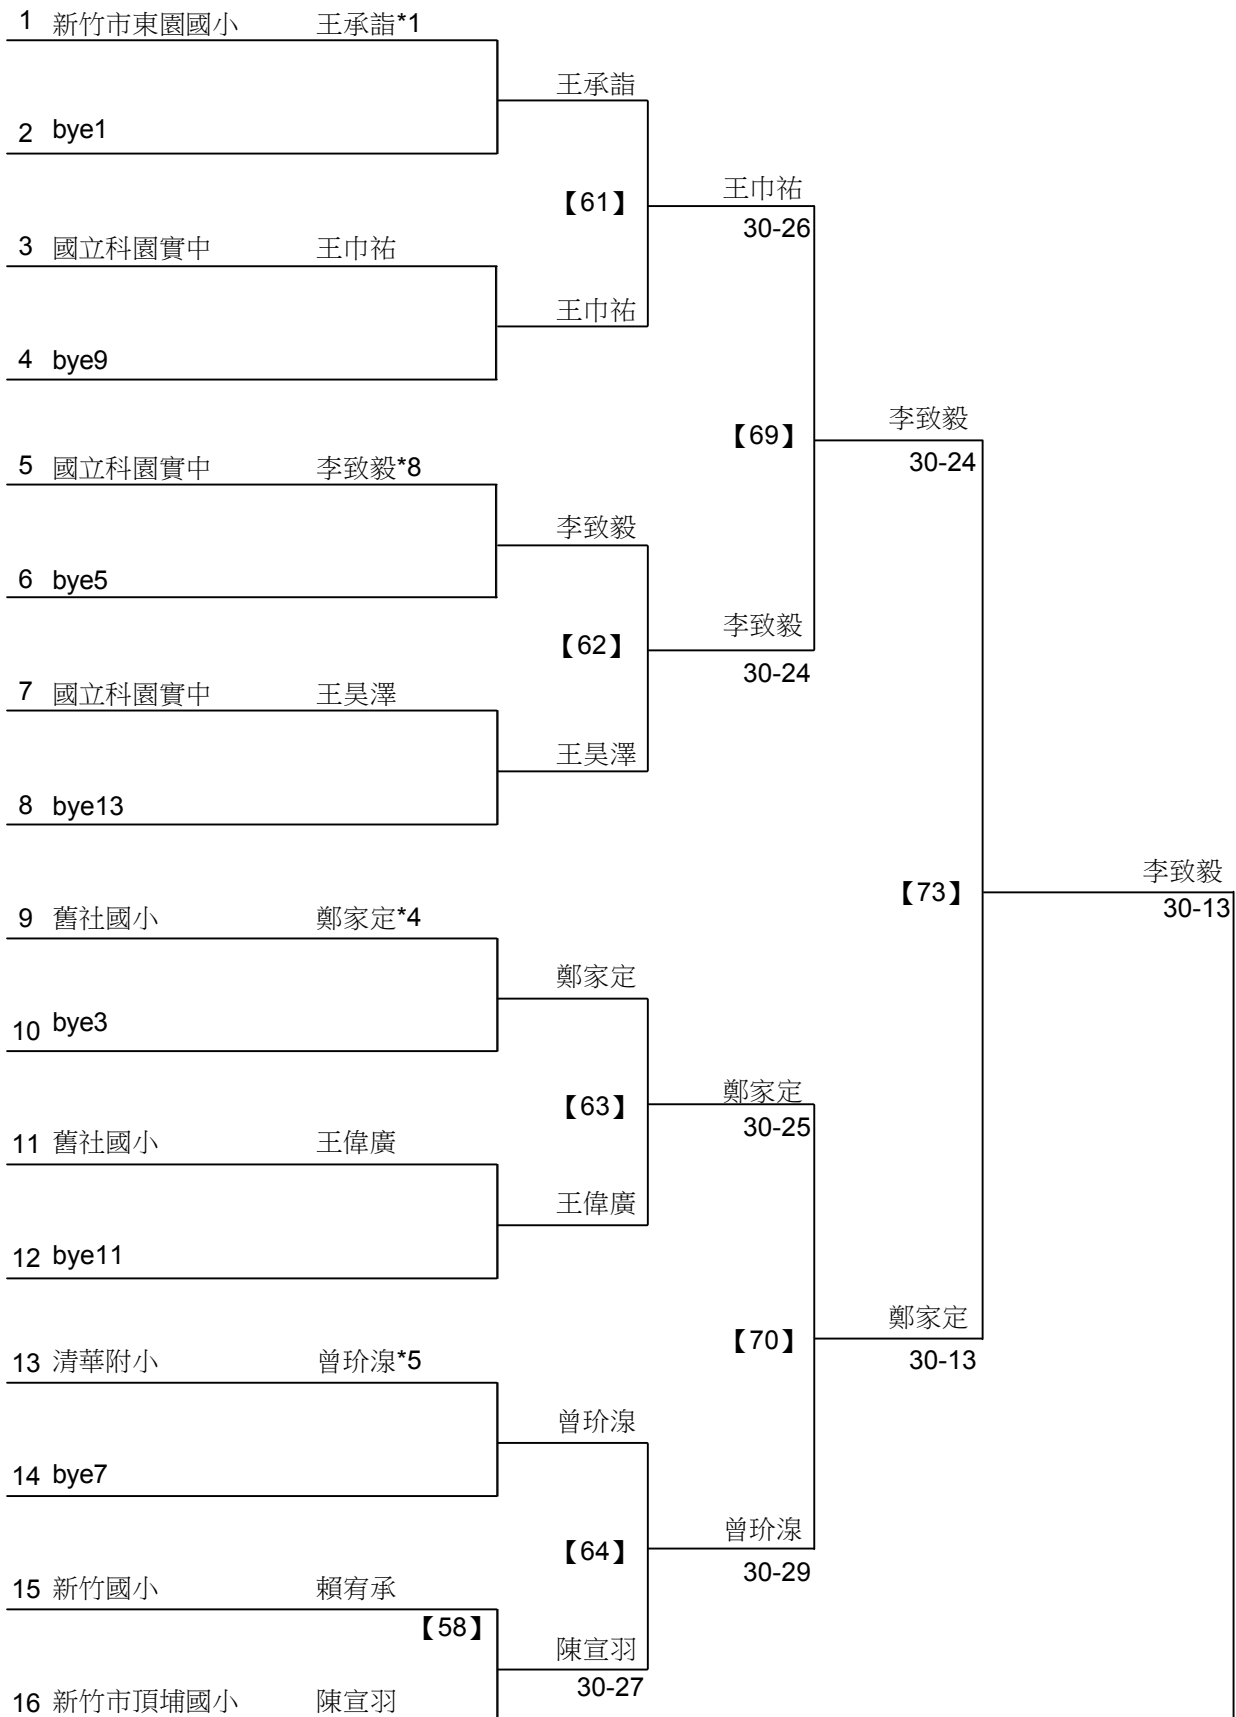 1 新竹市東園國小 王承詣*1
王承詣
2 bye1
【61】
王巾祐
30-26
3 國立科園實中 王巾祐
王巾祐
4 bye9
【69】
李致毅
30-24
5 國立科園實中 李致毅*8
李致毅
6 bye5
【62】
李致毅
30-24
7 國立科園實中 王昊澤
王昊澤
8 bye13
【73】
李致毅
30-13
9 舊社國小 鄭家定*4
鄭家定
10 bye3
【63】
鄭家定
30-25
11 舊社國小 王偉廣
王偉廣
12 bye11
【70】
鄭家定
30-13
13 清華附小 曾玠湶*5
曾玠湶
14 bye7
【64】
曾玠湶
30-29
15 新竹國小 賴宥承
【58】
陳宣羽
30-27
16 新竹市頂埔國小 陳宣羽